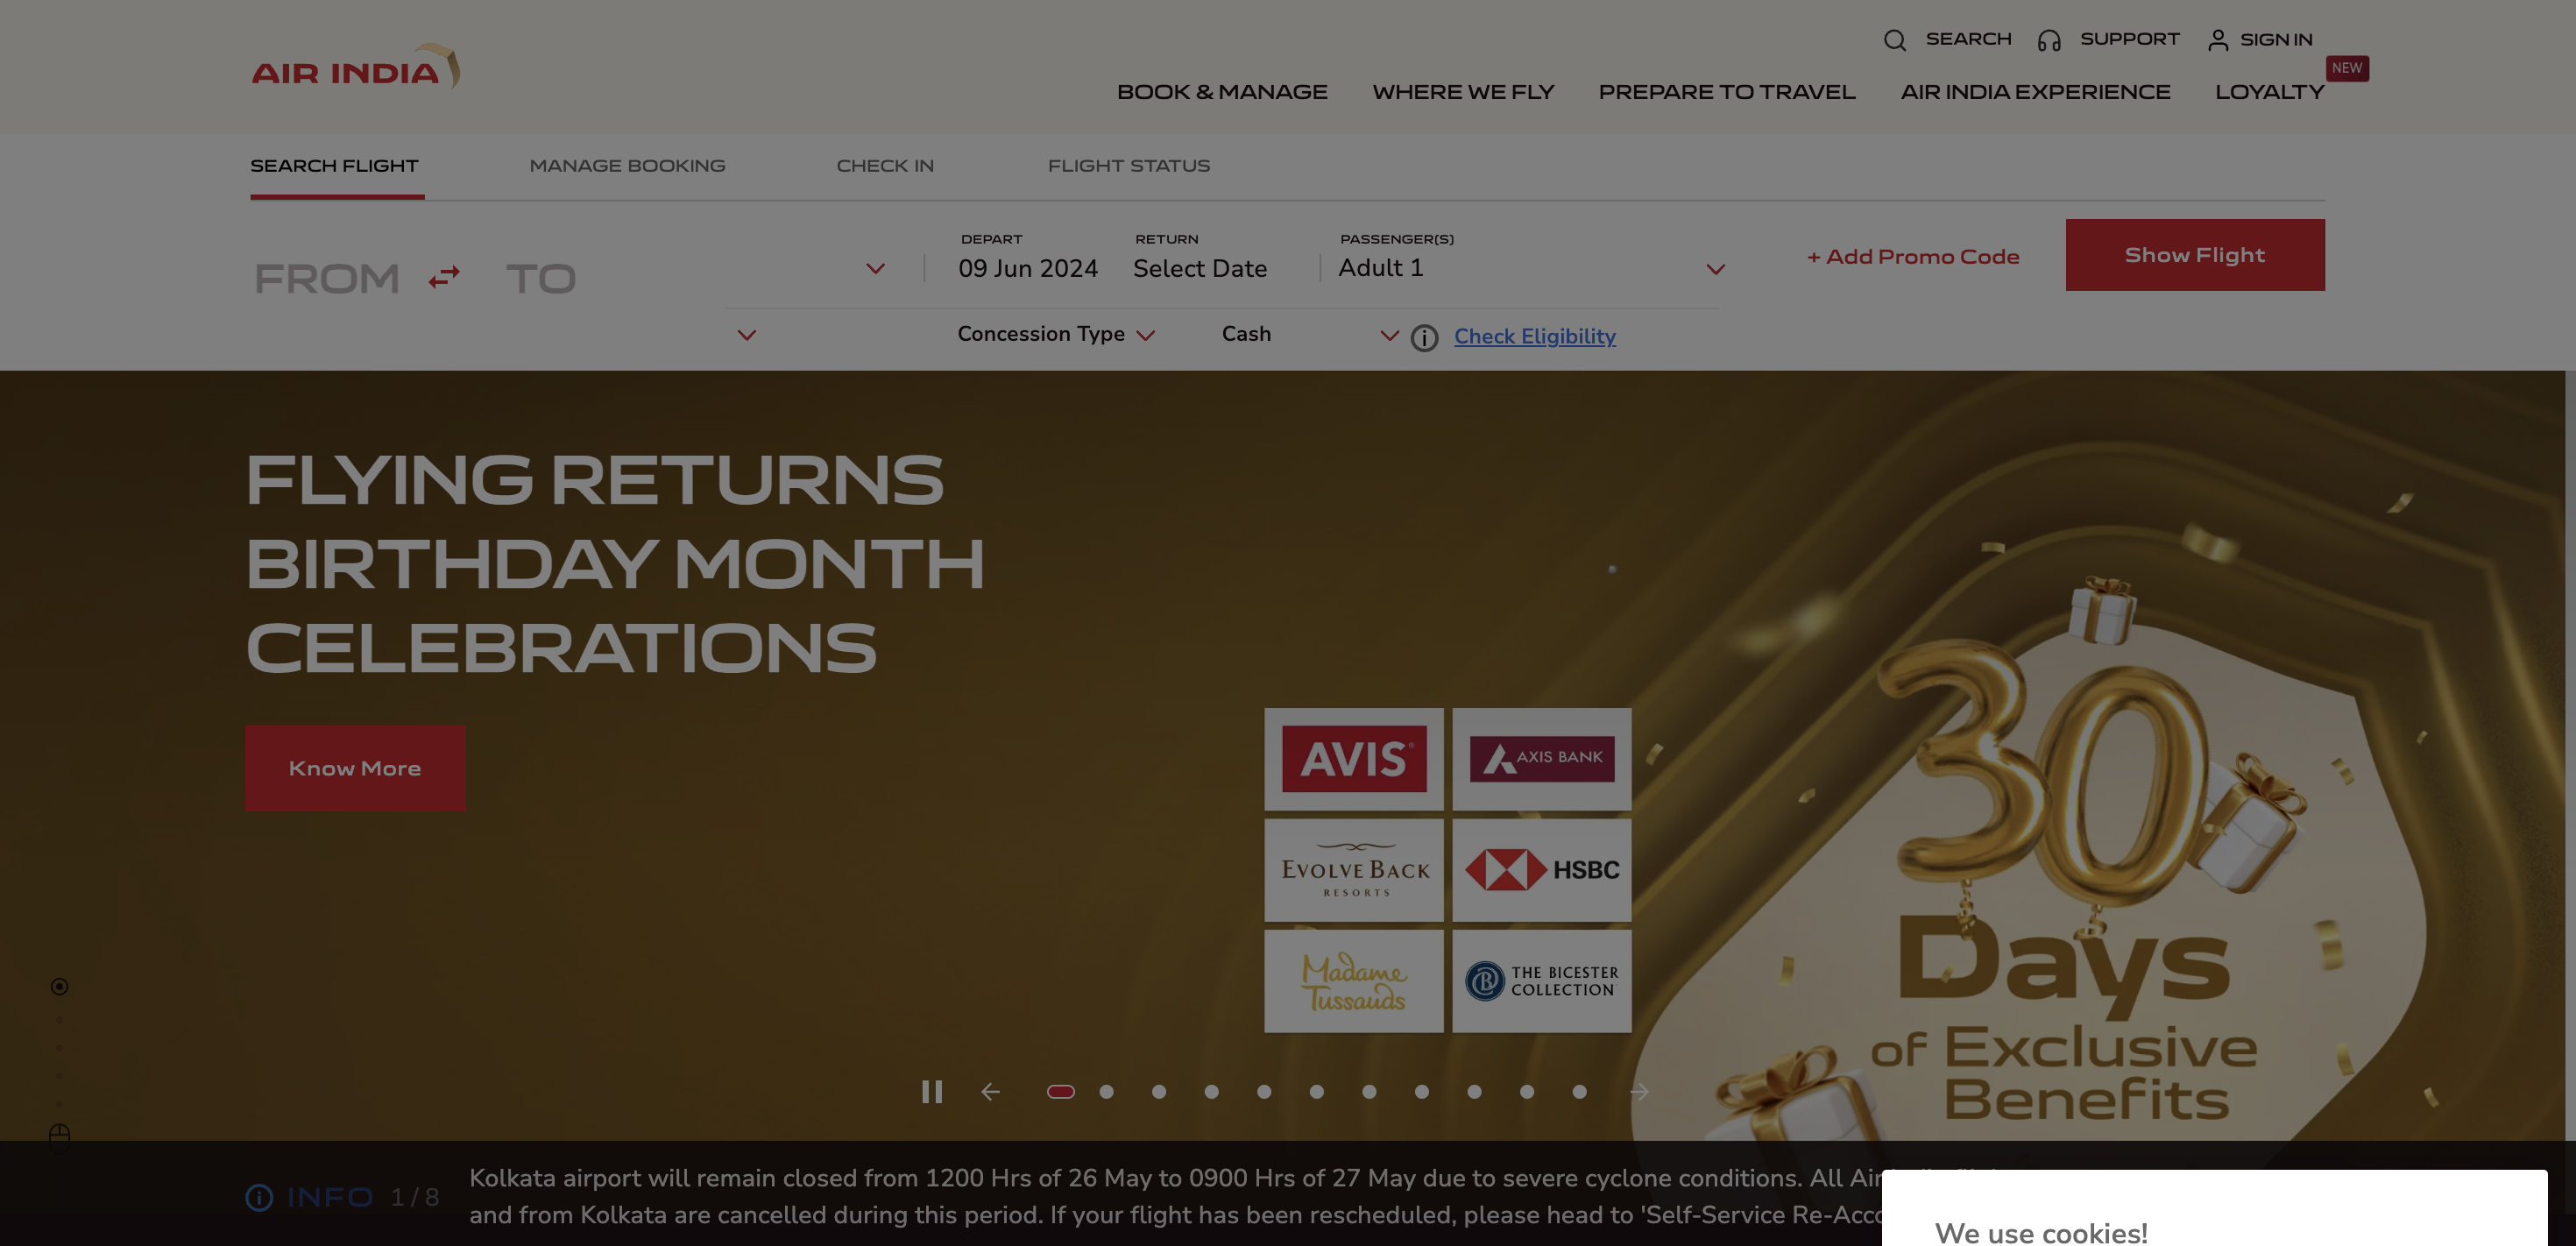 AIR INDIA
SEARCH
SUPPORT
SIGN IN
NEW
BOOK & MANAGE
WHERE WE FLY
PREPARE TO TRAVEL
AIR INDIA EXPERIENCE
LOYALTY
SEARCH FLIGHT
MANAGE BOOKING
CHECK IN
FLIGHT STATUS
FROM
TO
DEPART
09 Jun 2024
RETURN
Select Date
PASSENGER(S)
Adult 1
+ Add Promo Code
Show Flight
Concession Type
Cash
Check Eligibility
FLYING RETURNS
BIRTHDAY MONTH
CELEBRATIONS
Know More
AVIS
AXIS BANK
EVOLVE BACK
RESORTS
HSBC
Madame
Tussauds
THE BICESTER
COLLECTION
30
Days
of Exclusive
Benefits
INFO 1 / 8
Kolkata airport will remain closed from 1200 Hrs of 26 May to 0900 Hrs of 27 May due to severe cyclone conditions. All Air
and from Kolkata are cancelled during this period. If your flight has been rescheduled, please head to 'Self-Service Re-Acco
We use cookies!